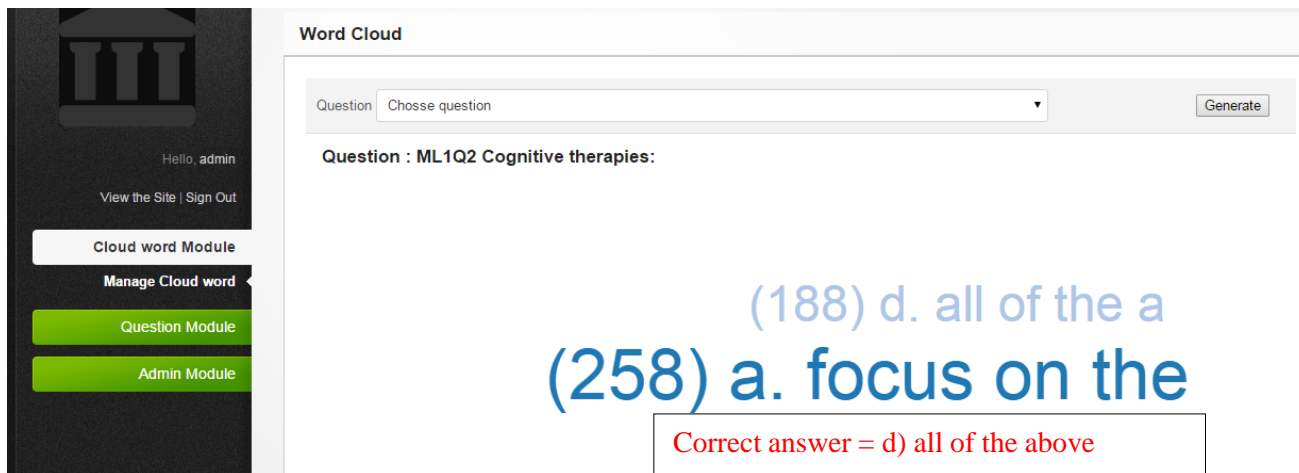 Word Cloud
Question Chosse question Generate
Question : ML1Q2 Cognitive therapies:
Hello, admin
View the Site | Sign Out
Cloud word Module
Manage Cloud word
Question Module
Admin Module
(188) d. all of the a
(258) a. focus on the
Correct answer = d) all of the above